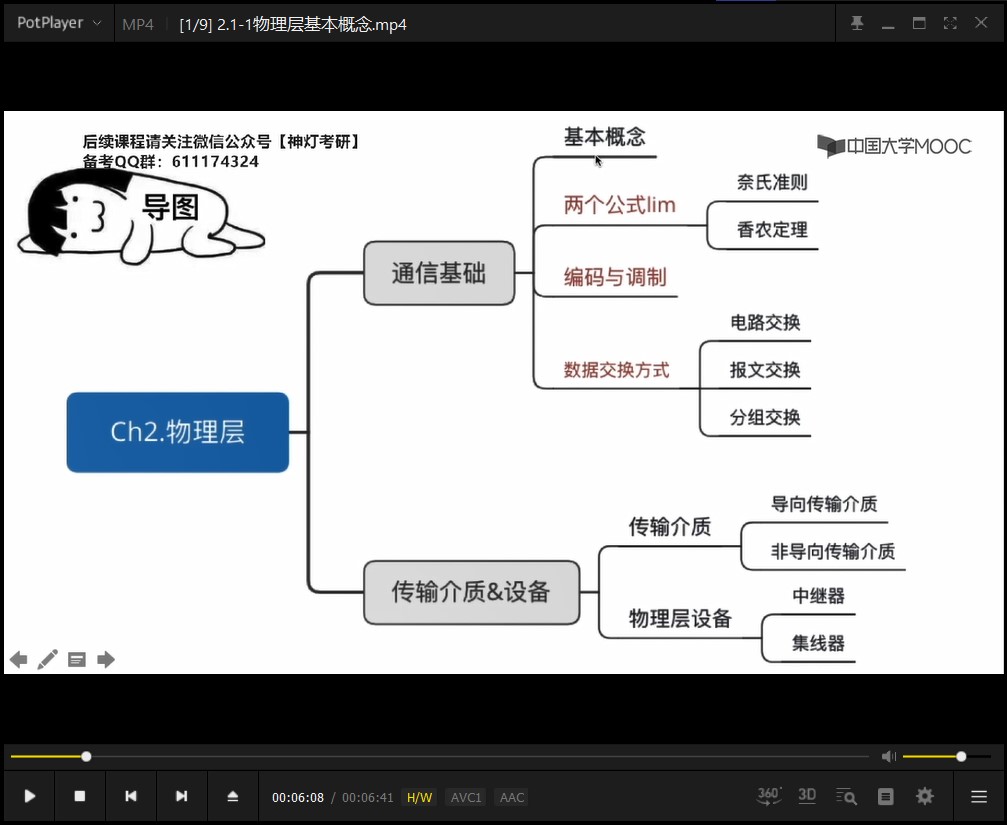 PotPlayer
MP4
[1/9] 2.1-1物理层基本概念.mp4
后续课程请关注微信公众号【神灯考研】
备考QQ群：611174324
导图
中国大学MOOC
基本概念
两个公式lim
奈氏准则
香农定理
通信基础
编码与调制
数据交换方式
电路交换
报文交换
分组交换
Ch2.物理层
传输介质&设备
传输介质
导向传输介质
非导向传输介质
物理层设备
中继器
集线器
00:06:08 / 00:06:41 H/W AVC1 AAC
360° 3D